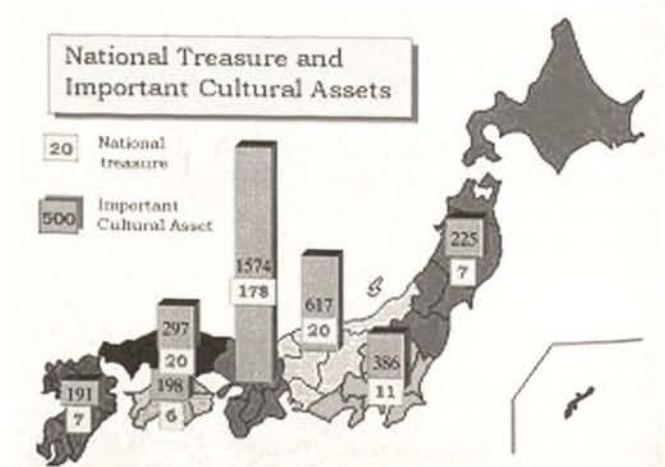 National Treasure and
Important Cultural Assets
20
National
treasure
500
Important
Cultural Asset
225
7
1574
178
617
20
297
20
386
11
191
7
198
6